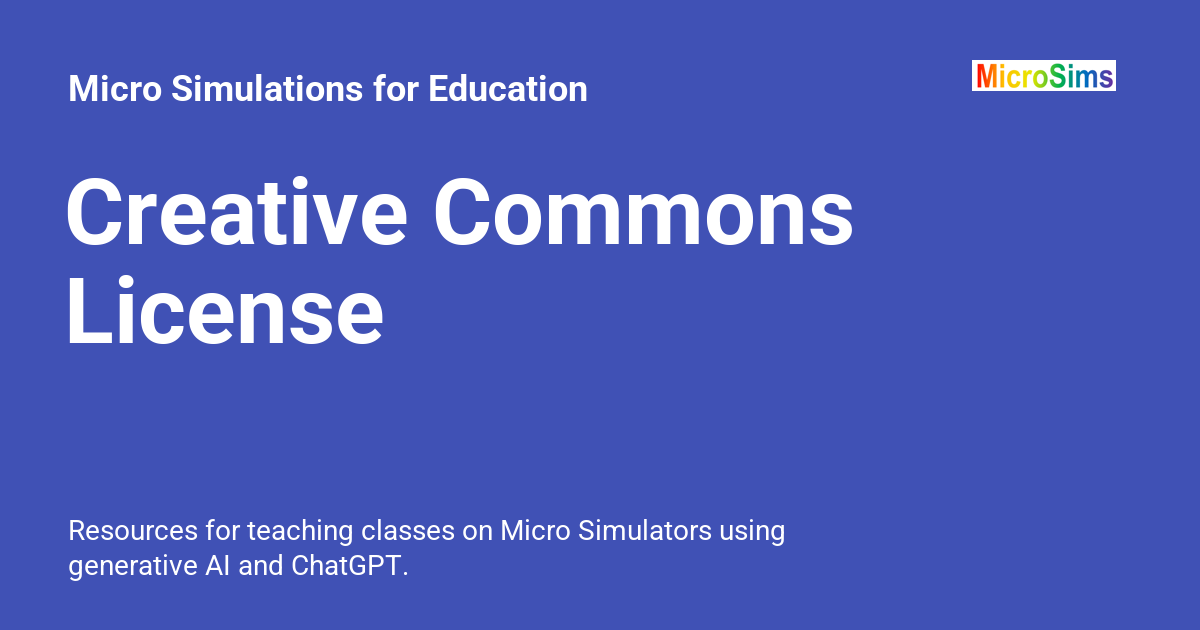 Micro Simulations for Education
MicroSims
Creative Commons
License
Resources for teaching classes on Micro Simulators using
generative AI and ChatGPT.